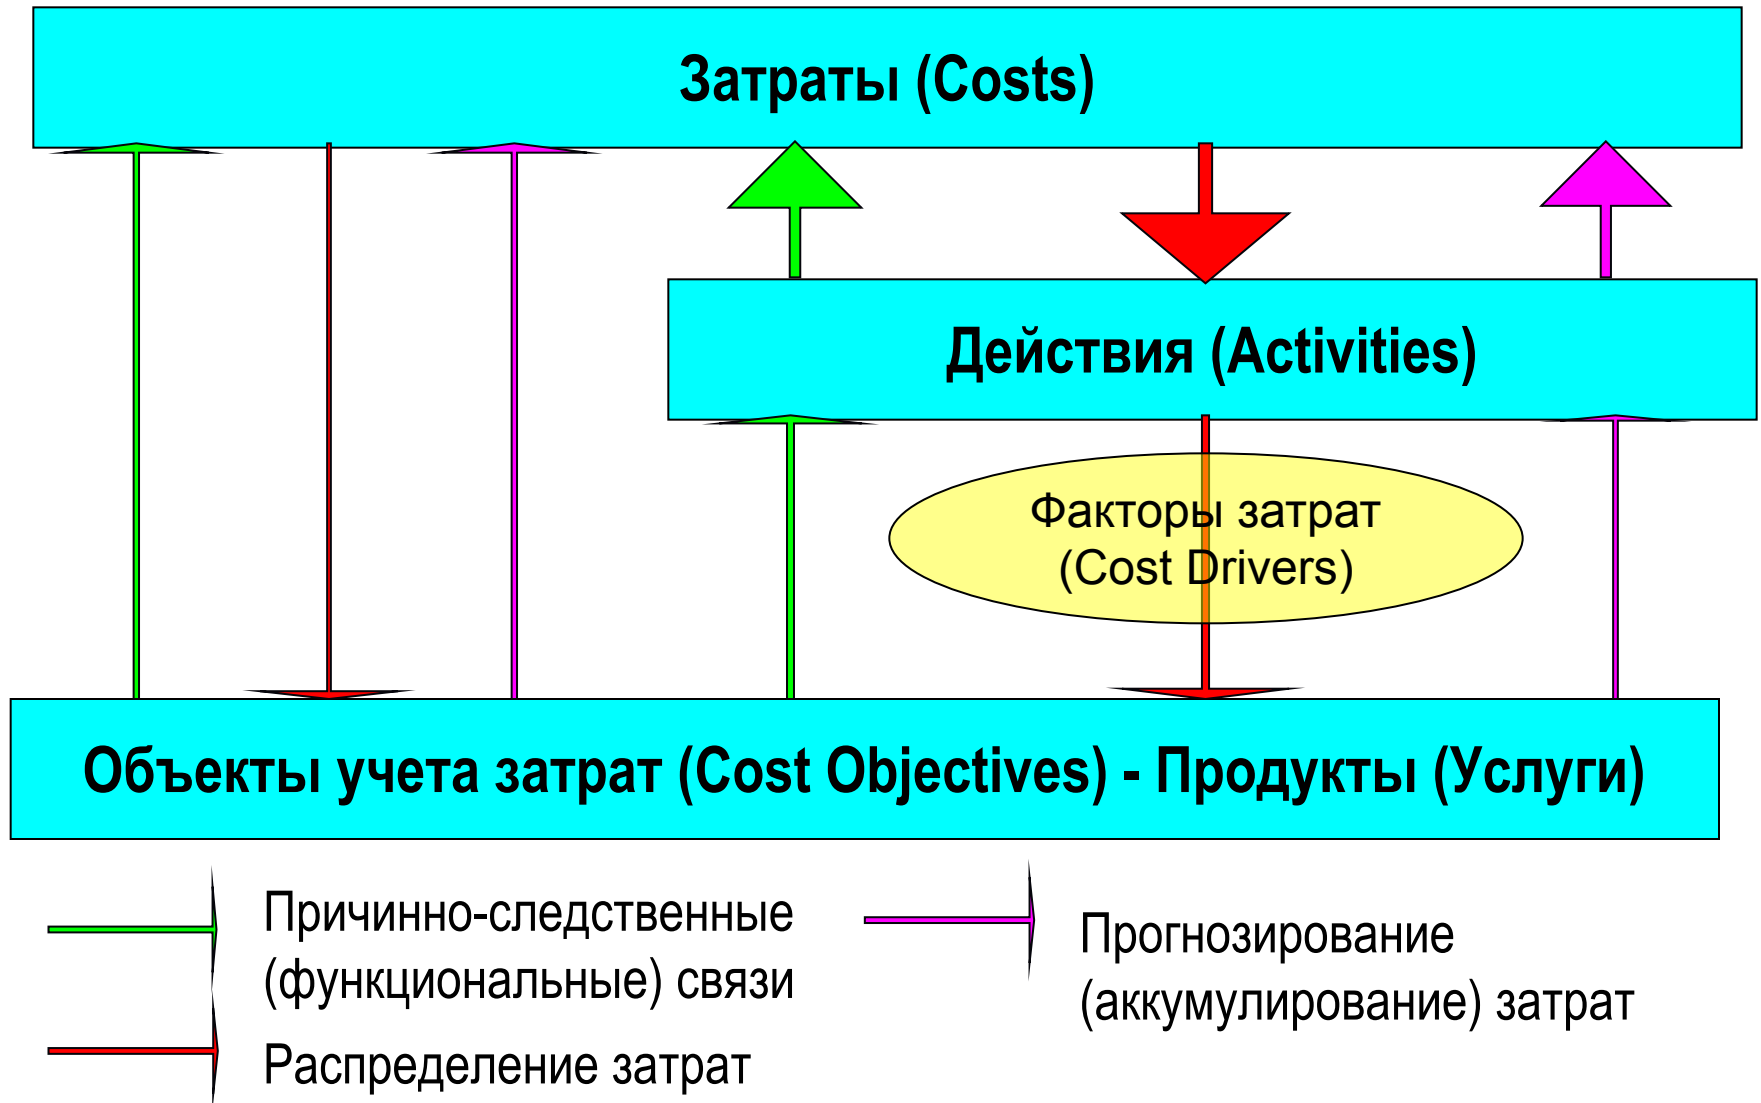 Затраты (Costs)
Действия (Activities)
Факторы затрат
(Cost Drivers)
Объекты учета затрат (Cost Objectives) - Продукты (Услуги)
Причинно-следственные
(функциональные) связи
Распределение затрат
Прогнозирование
(аккумулирование) затрат